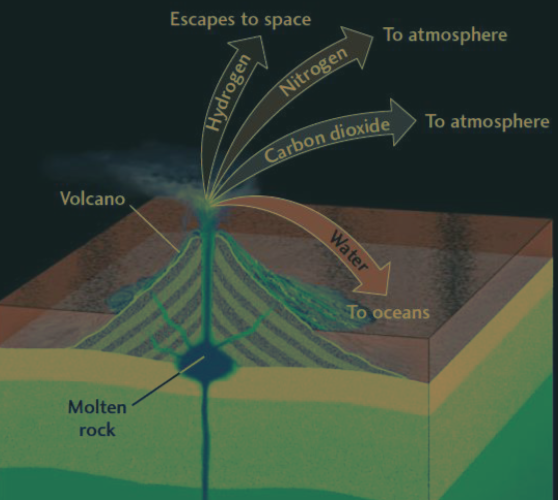 Escapes to space
To atmosphere
Hydrogen
Nitrogen
Carbon dioxide
To atmosphere
Volcano
Water
To oceans
Molten
rock